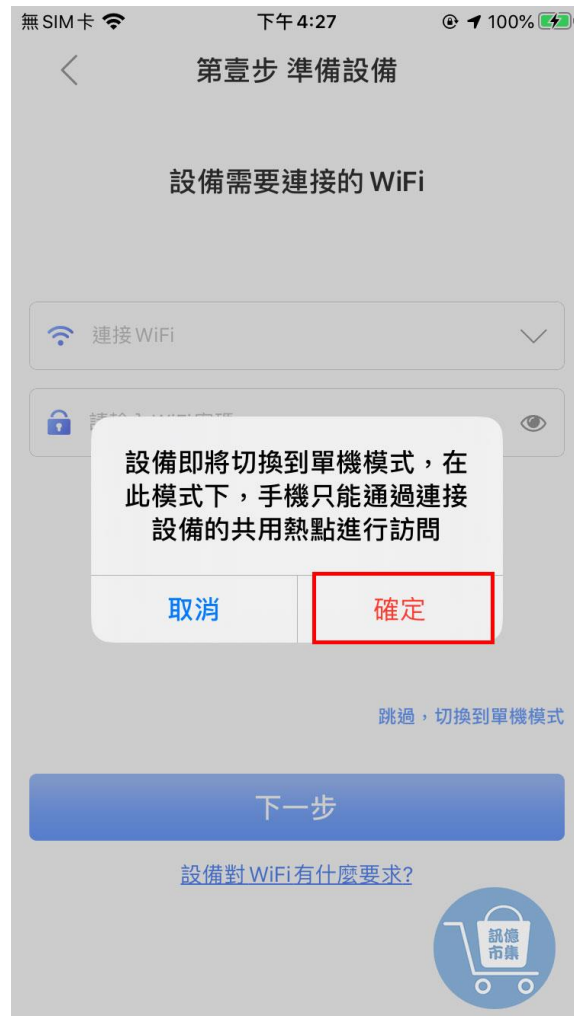 無 SIM 卡 下午 4:27 100%
第壹步 準備設備
設備需要連接的 WiFi
連接 WiFi
設備即將切換到單機模式，在
此模式下，手機只能通過連接
設備的共用熱點進行訪問
取消 確定
跳過，切換到單機模式
下一步
設備對 WiFi 有什麼要求?
訊億
市集